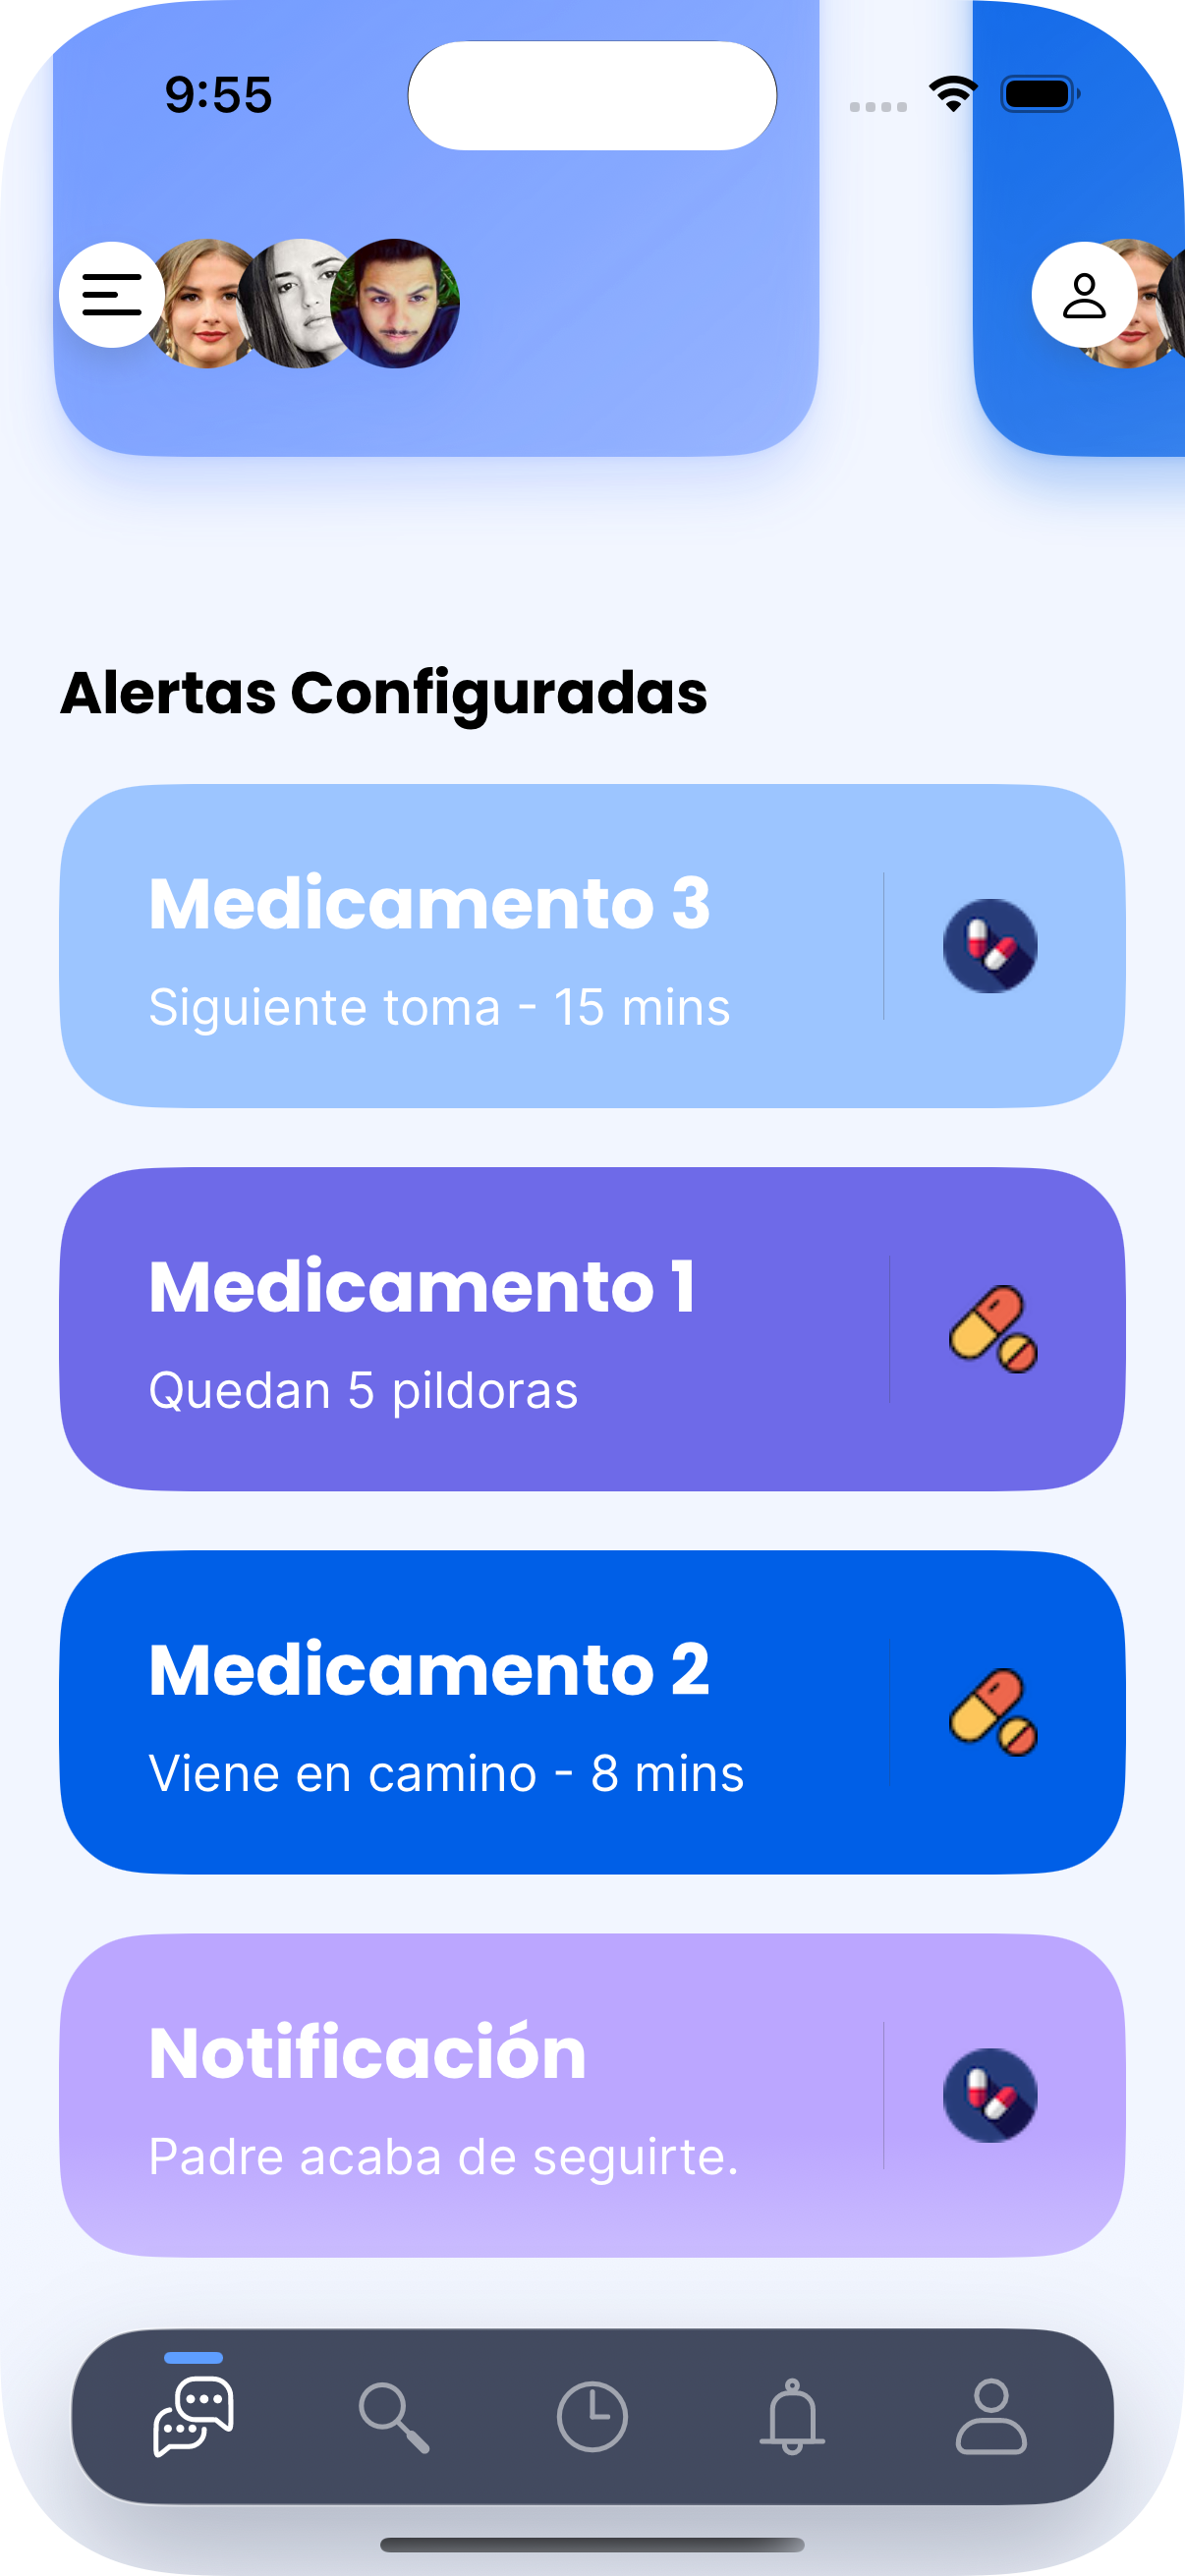 9:55
Alertas Configuradas
Medicamento 3
Siguiente toma - 15 mins
Medicamento 1
Quedan 5 pildoras
Medicamento 2
Viene en camino - 8 mins
Notificación
Padre acaba de seguirte.